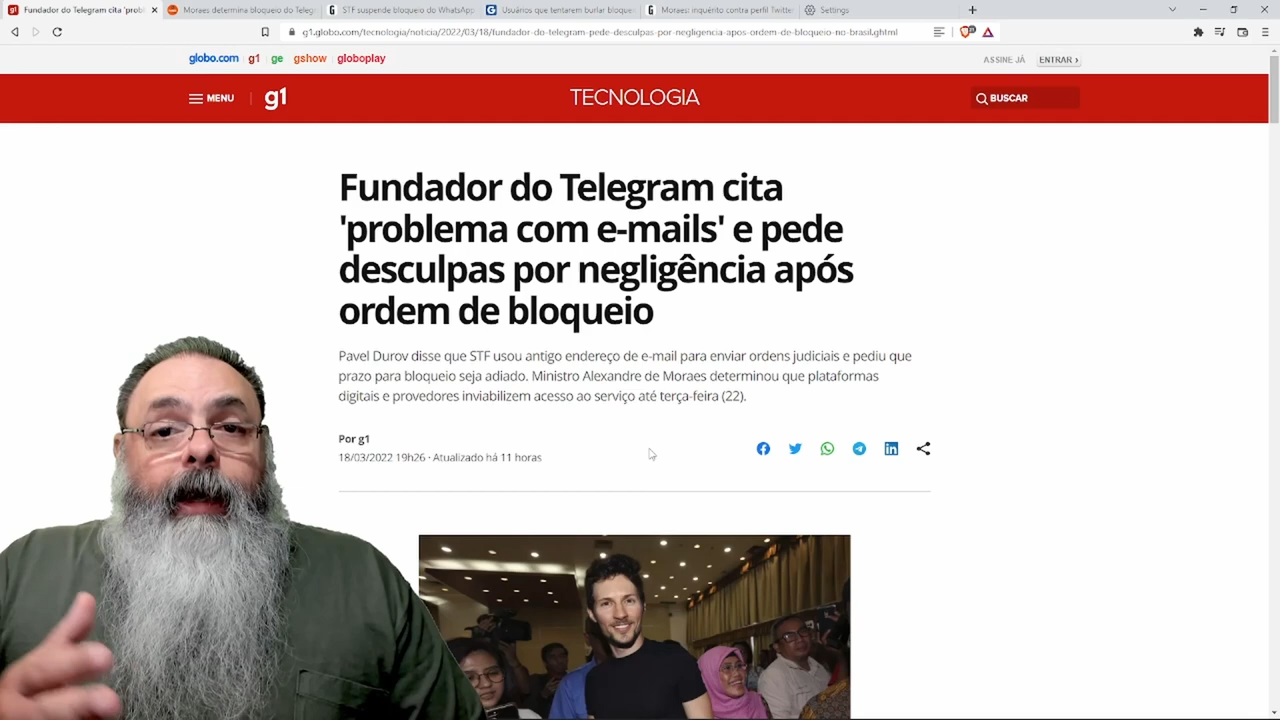 Fundador do Telegram cita 'prob
Moraes determina bloqueio do Teleg
STF suspende bloqueio do WhatsApp
Usuários que tentarem burlar bloquei
Moraes: inquérito contra perfil Twitte
Settings
g1.globo.com/tecnologia/noticia/2022/03/18/fundador-do-telegram-pede-desculpas-por-negligencia-apos-ordem-de-bloqueio-no-brasil.ghtml
globo.com g1 ge gshow globoplay
ASSINE JÁ ENTRAR ›
MENU g1 TECNOLOGIA BUSCAR
Fundador do Telegram cita
'problema com e-mails' e pede
desculpas por negligência após
ordem de bloqueio
Pavel Durov disse que STF usou antigo endereço de e-mail para enviar ordens judiciais e pediu que
prazo para bloqueio seja adiado. Ministro Alexandre de Moraes determinou que plataformas
digitais e provedores inviabilizem acesso ao serviço até terça-feira (22).
Por g1
18/03/2022 19h26 · Atualizado há 11 horas